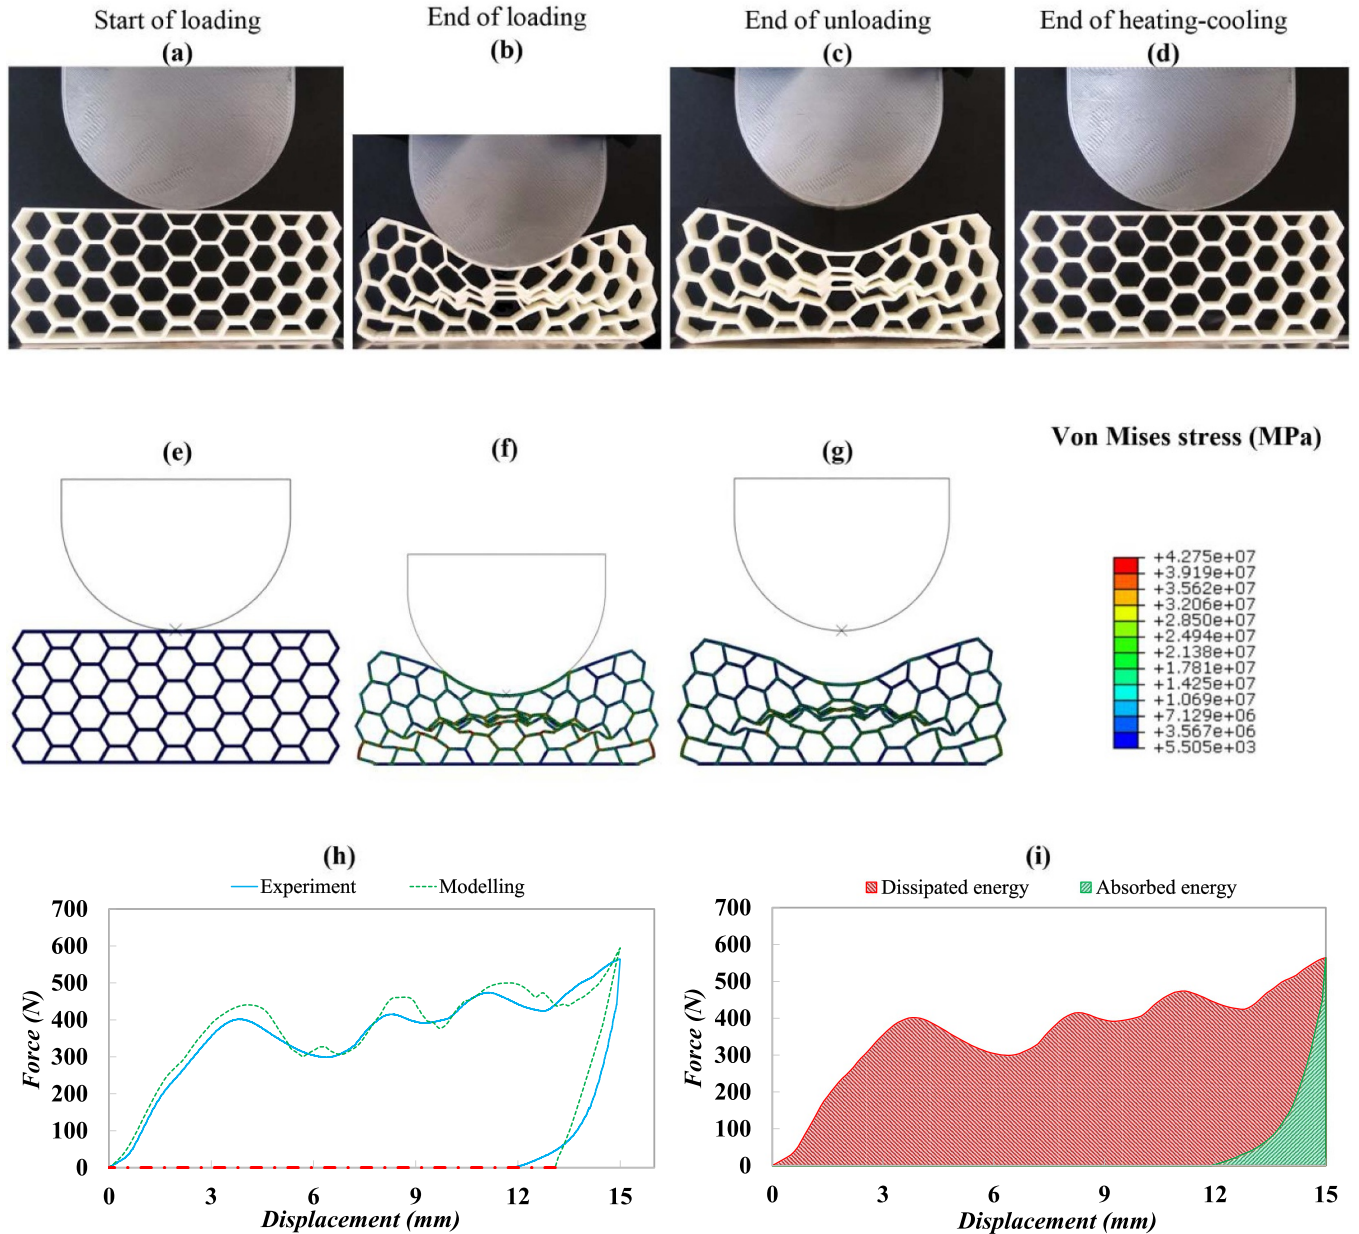 Start of loading
End of loading
End of unloading
End of heating-cooling
(a)
(b)
(c)
(d)
(e)
(f)
(g)
Von Mises stress (MPa)
+4.275e+07
+3.919e+07
+3.562e+07
+3.206e+07
+2.850e+07
+2.494e+07
+2.138e+07
+1.781e+07
+1.425e+07
+1.069e+07
+7.129e+06
+3.567e+06
+5.505e+03
(h)
Experiment
Modelling
700
600
500
400
300
200
100
0
Force (N)
0
3
6
9
12
15
Displacement (mm)
(i)
Dissipated energy
Absorbed energy
700
600
500
400
300
200
100
0
Force (N)
0
3
6
9
12
15
Displacement (mm)